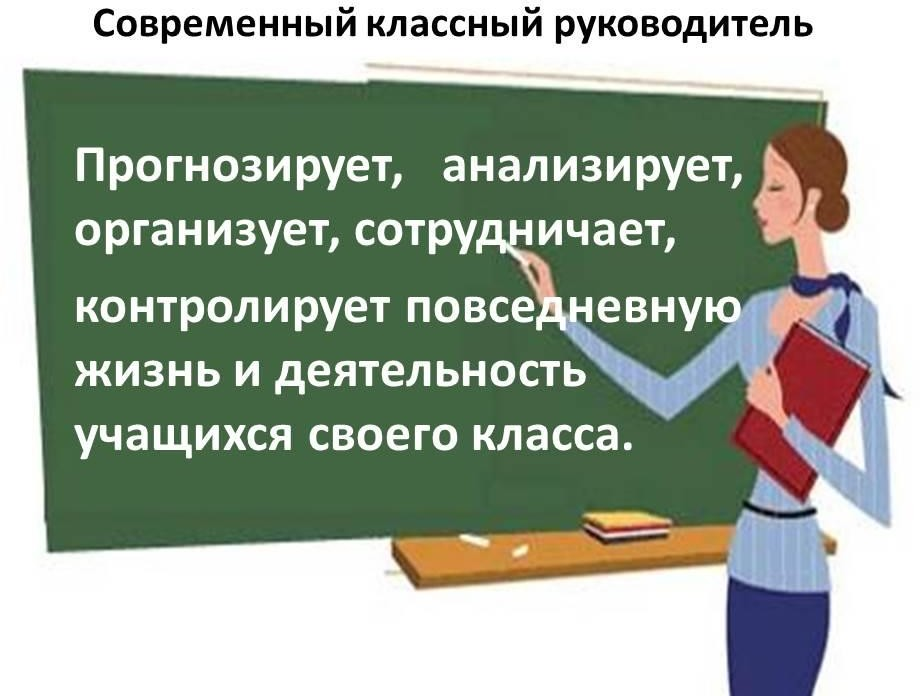 Современный классный руководитель
Прогнозирует, анализирует,
организует, сотрудничает,
контролирует повседневную
жизнь и деятельность
учащихся своего класса.